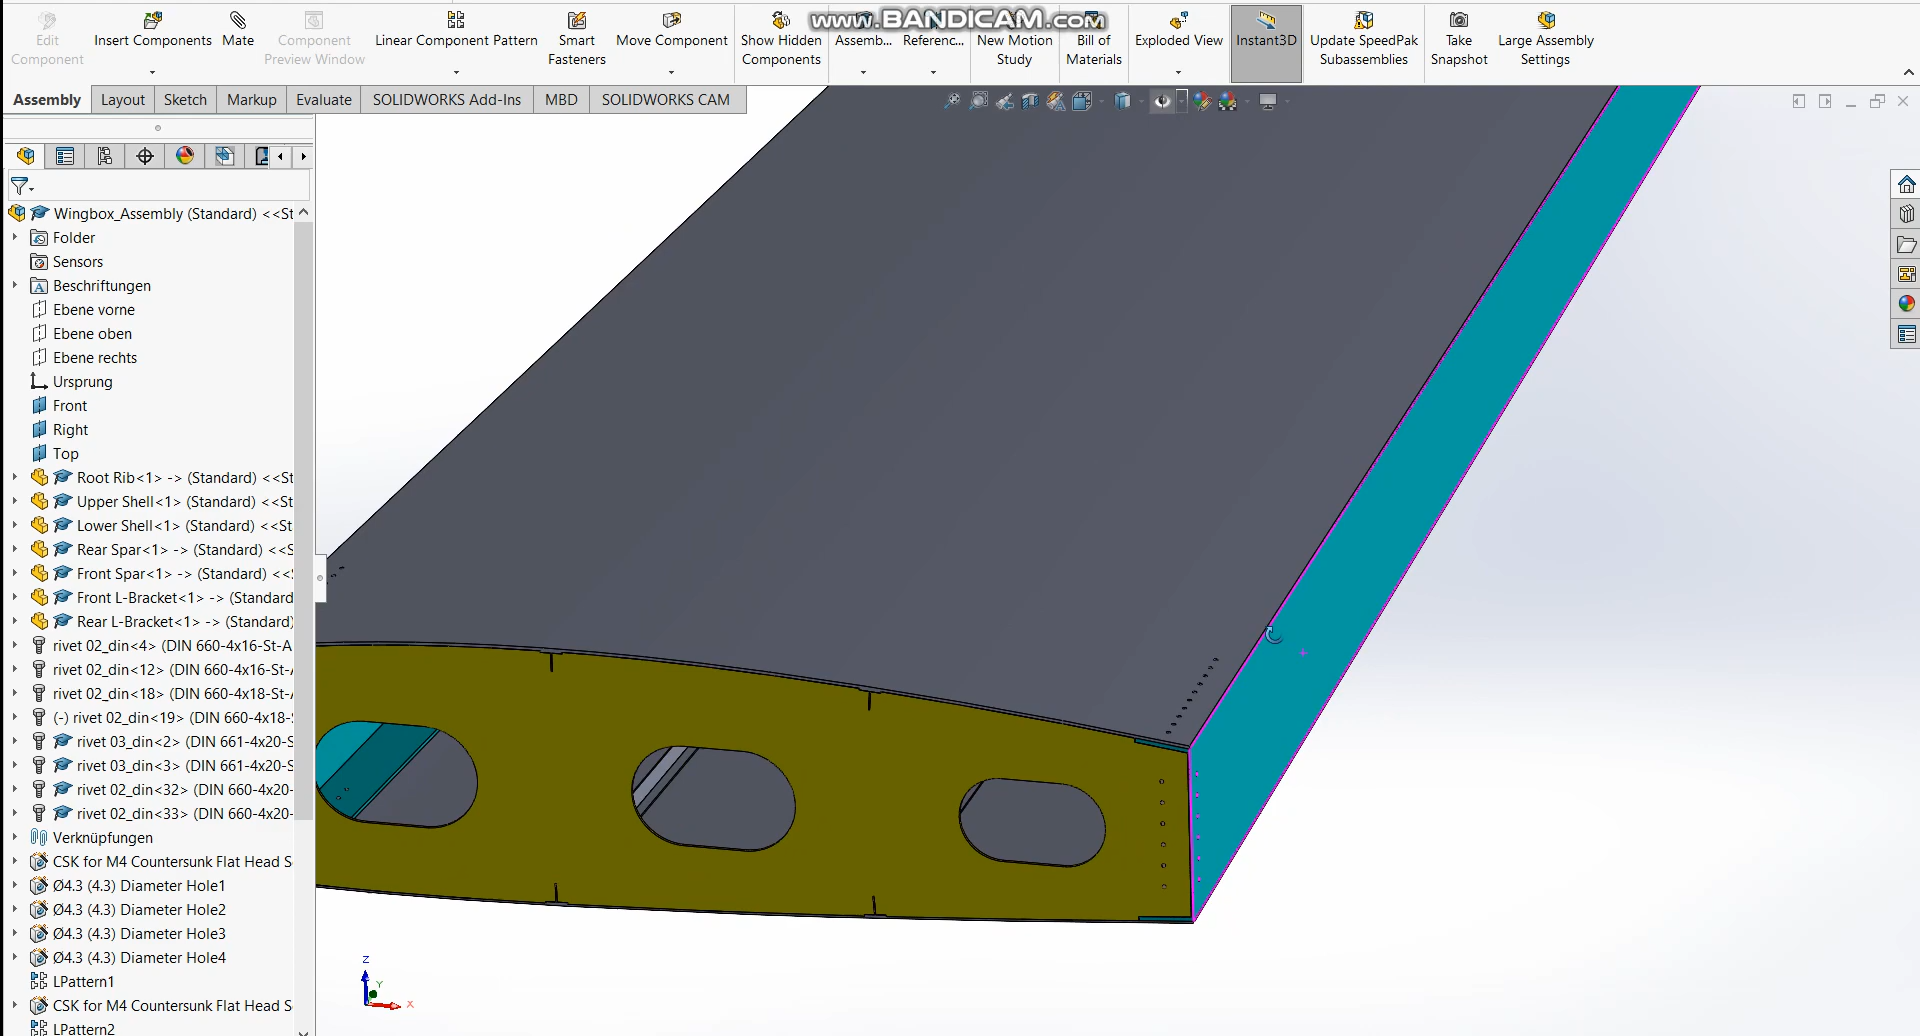 www.BANDICAM.com
Edit Component
Insert Components
Mate
Component Preview Window
Linear Component Pattern
Smart Fasteners
Move Component
Show Hidden Components
Assemb...
Referenc...
New Motion Study
Bill of Materials
Exploded View
Instant3D
Update SpeedPak Subassemblies
Take Snapshot
Large Assembly Settings
Assembly
Layout
Sketch
Markup
Evaluate
SOLIDWORKS Add-Ins
MBD
SOLIDWORKS CAM
Wingbox_Assembly (Standard) <<St
Folder
Sensors
Beschriftungen
Ebene vorne
Ebene oben
Ebene rechts
Ursprung
Front
Right
Top
Root Rib<1> -> (Standard) <<St
Upper Shell<1> (Standard) <<St
Lower Shell<1> (Standard) <<St
Rear Spar<1> -> (Standard) <<S
Front Spar<1> -> (Standard) <<
Front L-Bracket<1> -> (Standard
Rear L-Bracket<1> -> (Standard
rivet 02_din<4> (DIN 660-4x16-St-A
rivet 02_din<12> (DIN 660-4x16-St-
rivet 02_din<18> (DIN 660-4x18-St-
(-) rivet 02_din<19> (DIN 660-4x18-
rivet 03_din<2> (DIN 661-4x20-S
rivet 03_din<3> (DIN 661-4x20-S
rivet 02_din<32> (DIN 660-4x20-
rivet 02_din<33> (DIN 660-4x20-
Verknüpfungen
CSK for M4 Countersunk Flat Head S
Ø4.3 (4.3) Diameter Hole1
Ø4.3 (4.3) Diameter Hole2
Ø4.3 (4.3) Diameter Hole3
Ø4.3 (4.3) Diameter Hole4
LPattern1
CSK for M4 Countersunk Flat Head S
LPattern2
Z
Y
X